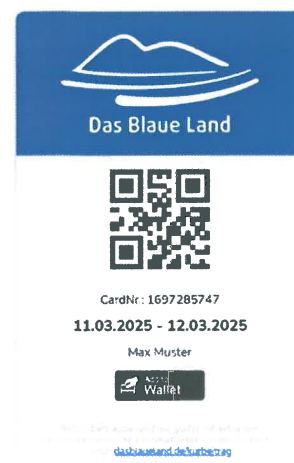 Das Blaue Land
CardNr: 1697285747
11.03.2025 - 12.03.2025
Max Muster
Wallet
dasblaueland.de/kurbeitrag